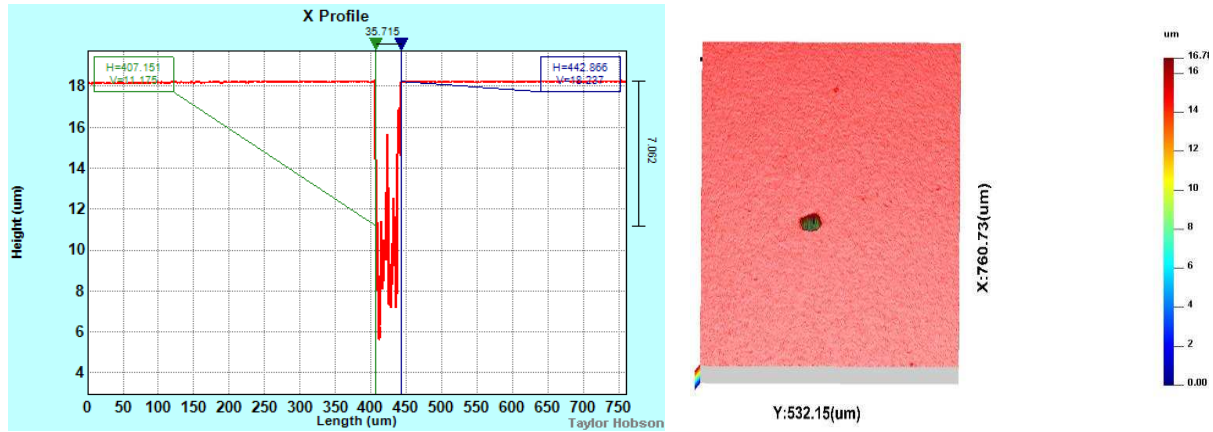 X Profile
35.715
H=407.151
V=11.175
H=442.866
V=18.237
7.062
Height (um)
18
16
14
12
10
8
6
4
0 50 100 150 200 250 300 350 400 450 500 550 600 650 700 750
Length (um)
Taylor Hobson
X:760.73(um)
Y:532.15(um)
um
16.78
16
14
12
10
8
6
4
2
0.00